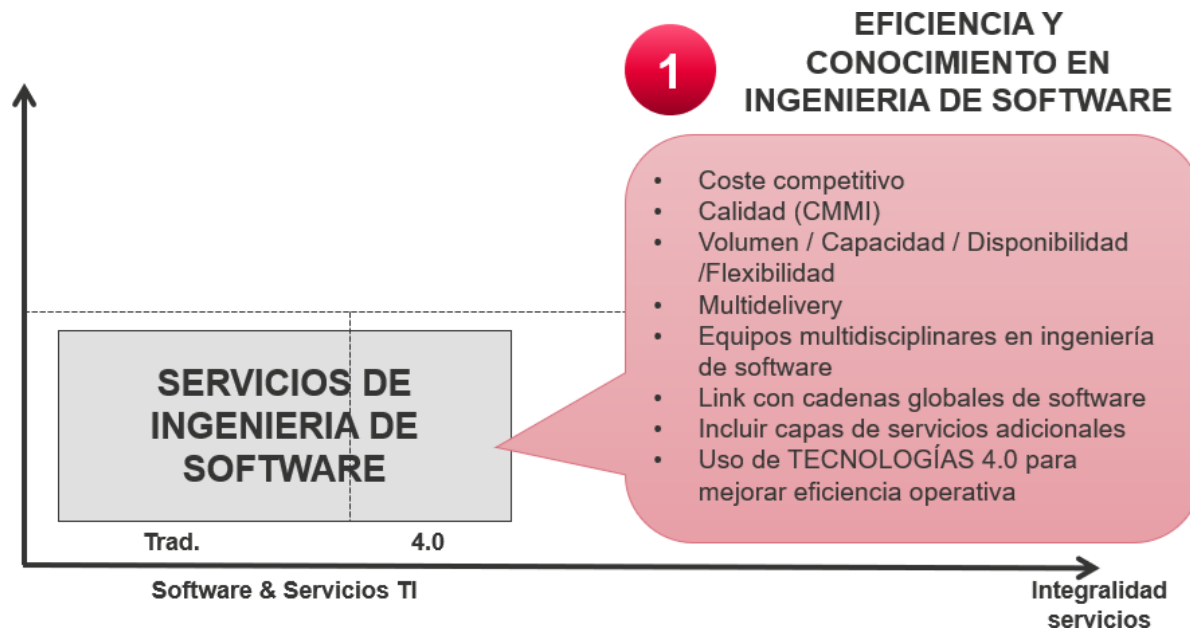 1
EFICIENCIA Y
CONOCIMIENTO EN
INGENIERIA DE SOFTWARE
• Coste competitivo
• Calidad (CMMI)
• Volumen / Capacidad / Disponibilidad
/Flexibilidad
• Multidelivery
• Equipos multidisciplinares en ingeniería
de software
• Link con cadenas globales de software
• Incluir capas de servicios adicionales
• Uso de TECNOLOGÍAS 4.0 para
mejorar eficiencia operativa
SERVICIOS DE
INGENIERIA DE
SOFTWARE
Trad.
4.0
Software & Servicios TI
Integralidad
servicios